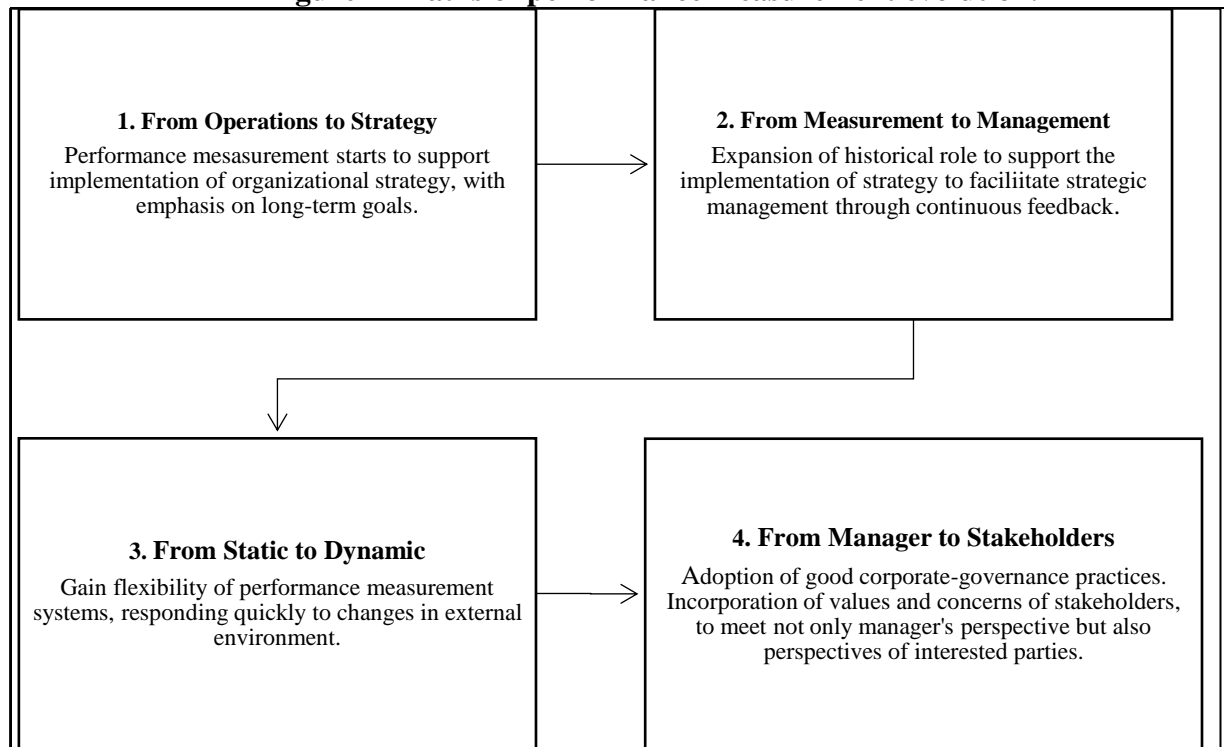 1. From Operations to Strategy
Performance mesasurement starts to support
implementation of organizational strategy, with
emphasis on long-term goals.
2. From Measurement to Management
Expansion of historical role to support the
implementation of strategy to faciliitate strategic
management through continuous feedback.
3. From Static to Dynamic
Gain flexibility of performance measurement
systems, responding quickly to changes in external
environment.
4. From Manager to Stakeholders
Adoption of good corporate-governance practices.
Incorporation of values and concerns of stakeholders,
to meet not only manager's perspective but also
perspectives of interested parties.